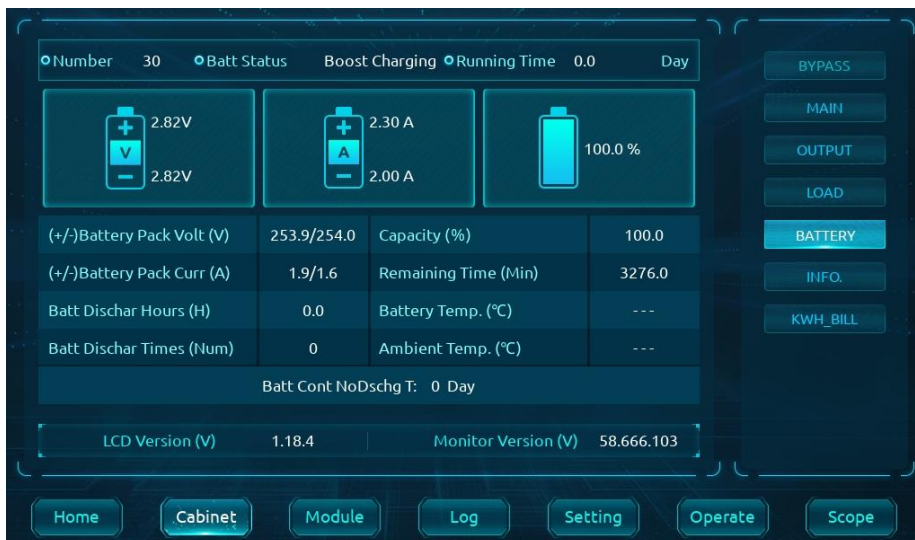 Number 30 Batt Status Boost Charging Running Time 0.0 Day
+ 2.82V
V
− 2.82V
+ 2.30 A
A
− 2.00 A
100.0 %
(+/-)Battery Pack Volt (V) 253.9/254.0 Capacity (%) 100.0
(+/-)Battery Pack Curr (A) 1.9/1.6 Remaining Time (Min) 3276.0
Batt Dischar Hours (H) 0.0 Battery Temp. (℃) ---
Batt Dischar Times (Num) 0 Ambient Temp. (℃) ---
Batt Cont NoDschg T: 0 Day
LCD Version (V) 1.18.4 Monitor Version (V) 58.666.103
BYPASS
MAIN
OUTPUT
LOAD
BATTERY
INFO.
KWH_BILL
Home Cabinet Module Log Setting Operate Scope